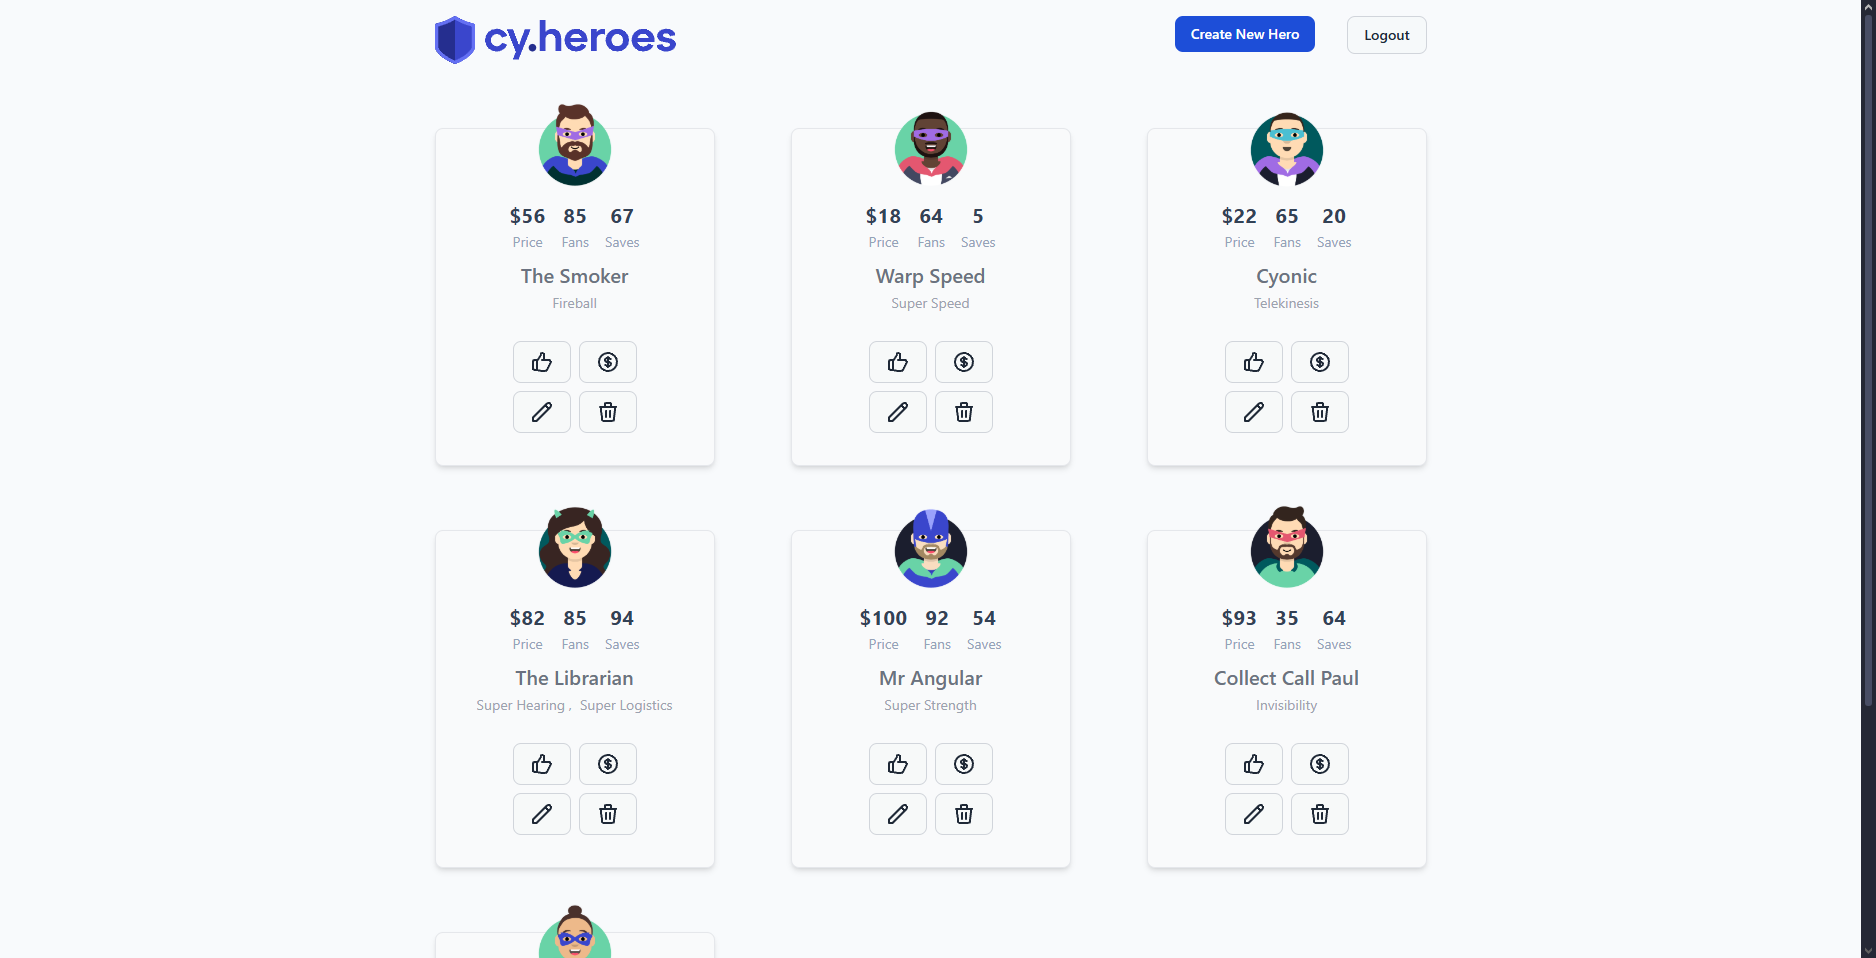 cy.heroes
Create New Hero
Logout
$56 85 67
Price Fans Saves
The Smoker
Fireball
$18 64 5
Price Fans Saves
Warp Speed
Super Speed
$22 65 20
Price Fans Saves
Cyonic
Telekinesis
$82 85 94
Price Fans Saves
The Librarian
Super Hearing , Super Logistics
$100 92 54
Price Fans Saves
Mr Angular
Super Strength
$93 35 64
Price Fans Saves
Collect Call Paul
Invisibility